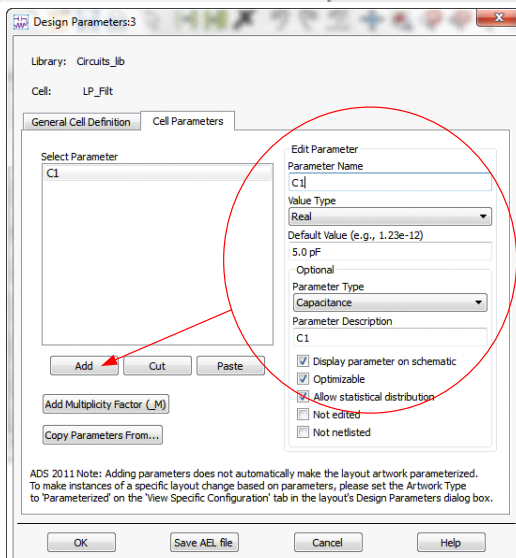 Design Parameters:3
Library: Circuits_lib
Cell: LP_Filt
General Cell Definition Cell Parameters
Select Parameter
C1
Add Cut Paste
Add Multiplicity Factor (_M)
Copy Parameters From...
Edit Parameter
Parameter Name
C1
Value Type
Real
Default Value (e.g., 1.23e-12)
5.0 pF
Optional
Parameter Type
Capacitance
Parameter Description
C1
Display parameter on schematic
Optimizable
Allow statistical distribution
Not edited
Not netlisted
ADS 2011 Note: Adding parameters does not automatically make the layout artwork parameterized.
To make instances of a specific layout change based on parameters, please set the Artwork Type
to 'Parameterized' on the 'View Specific Configuration' tab in the layout's Design Parameters dialog box.
OK Save AEL file Cancel Help